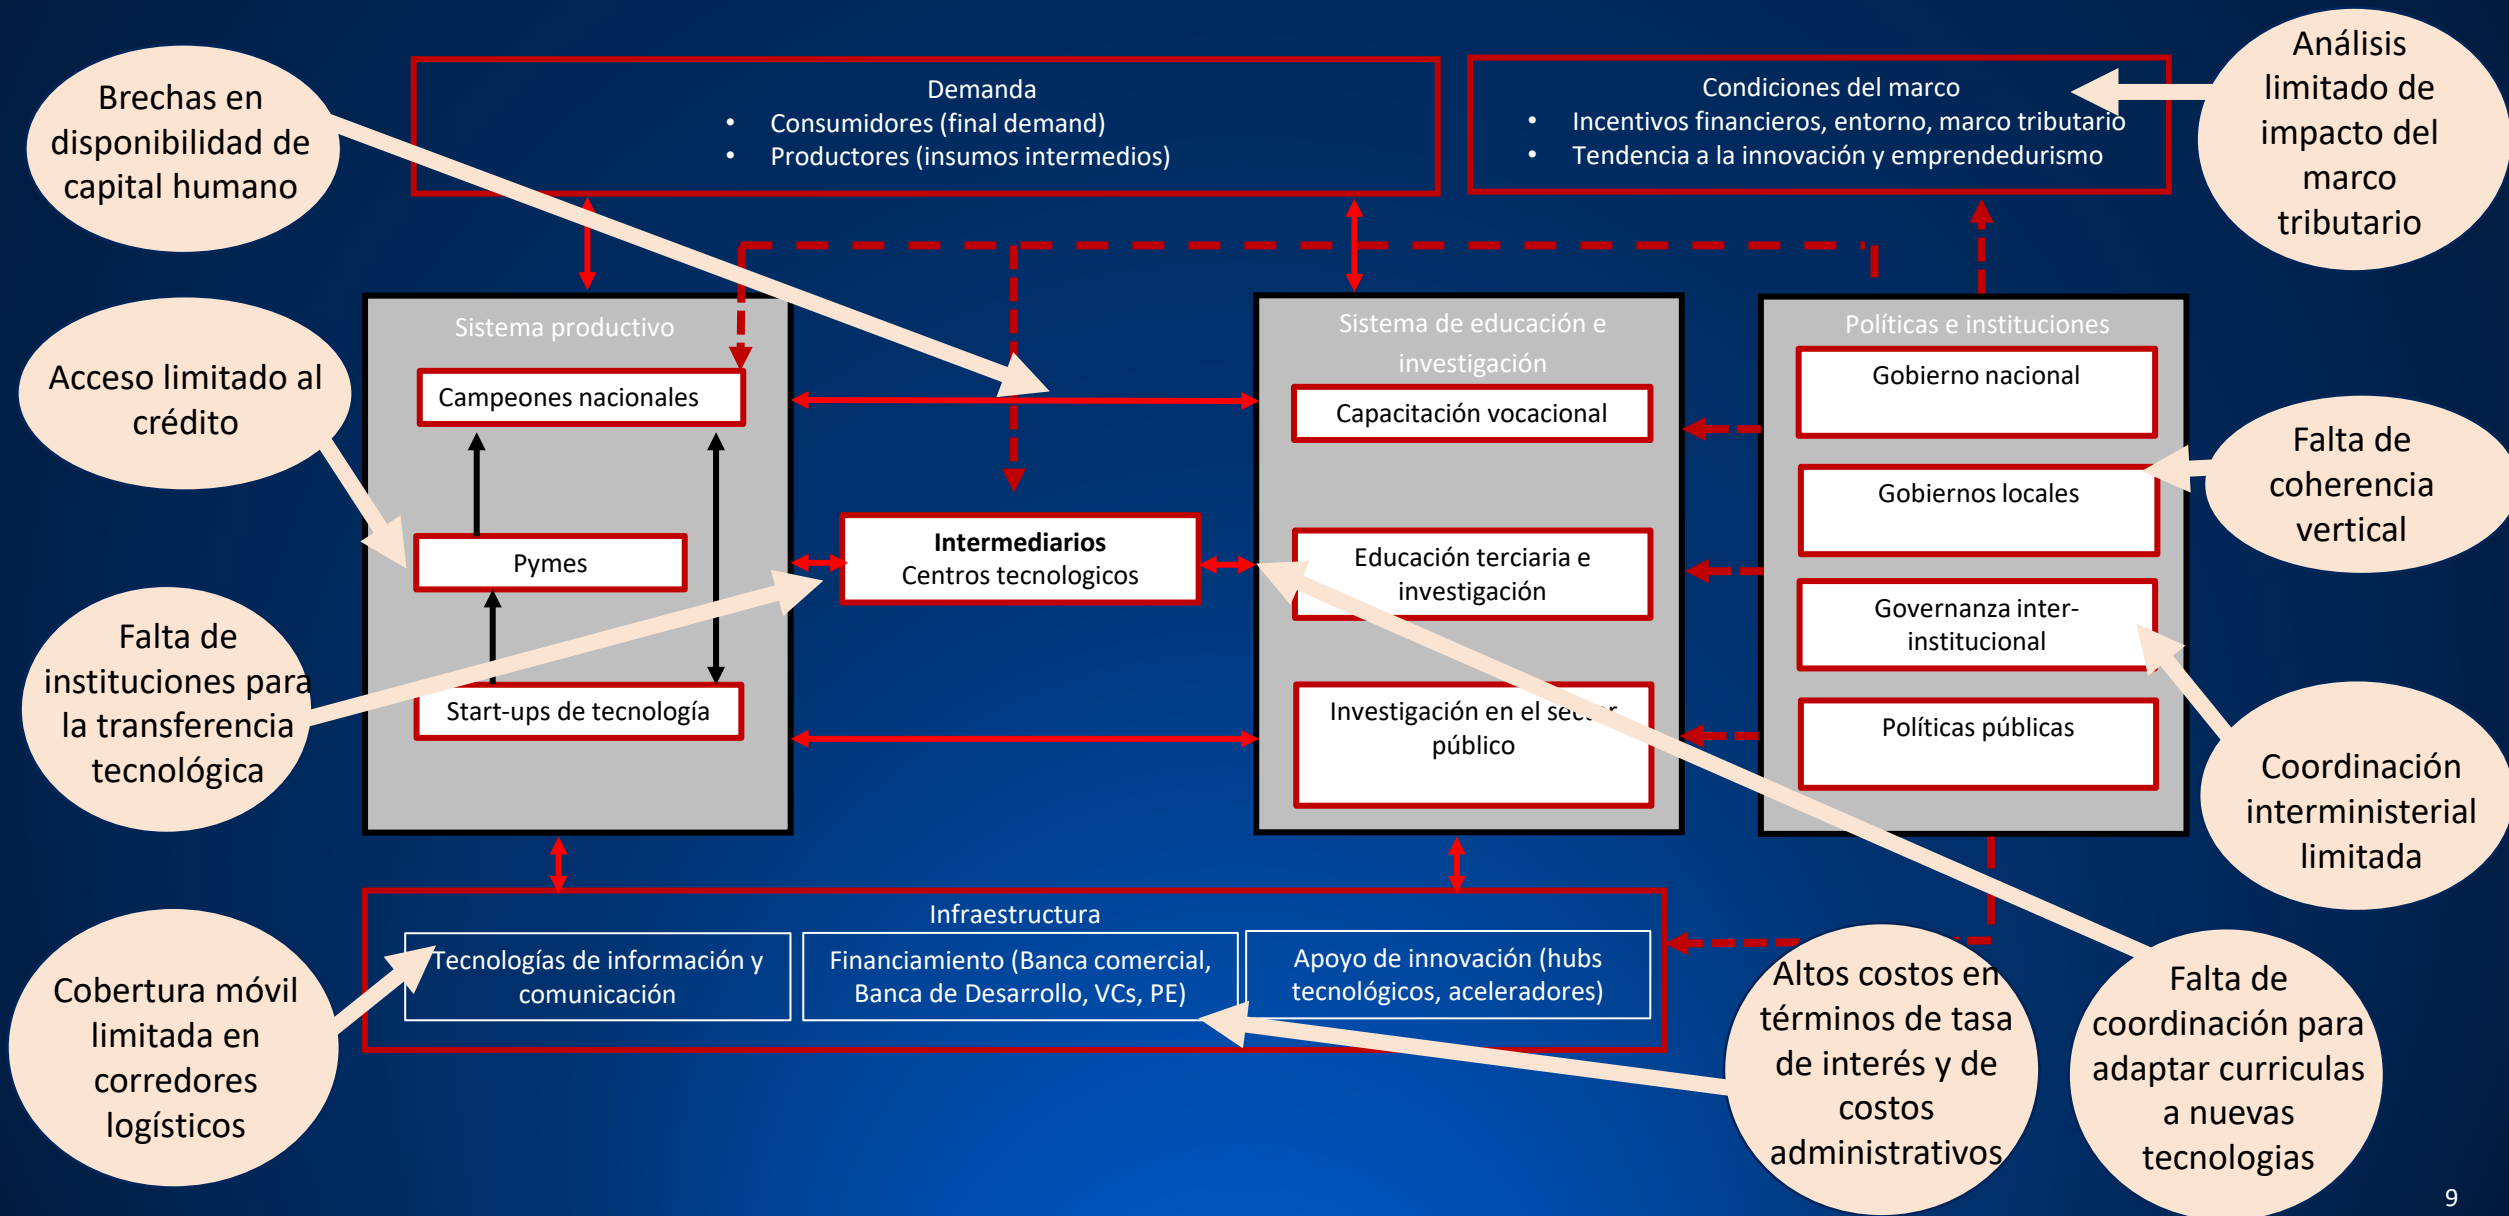 Brechas en
disponibilidad de
capital humano
Demanda
• Consumidores (final demand)
• Productores (insumos intermedios)
Condiciones del marco
• Incentivos financieros, entorno, marco tributario
• Tendencia a la innovación y emprendedurismo
Análisis
limitado de
impacto del
marco
tributario
Acceso limitado al
crédito
Sistema productivo
Campeones nacionales
Pymes
Start-ups de tecnología
Intermediarios
Centros tecnologicos
Sistema de educación e
investigación
Capacitación vocacional
Educación terciaria e
investigación
Investigación en el sector
público
Políticas e instituciones
Gobierno nacional
Gobiernos locales
Governanza inter-
institucional
Políticas públicas
Falta de
coherencia
vertical
Falta de
instituciones para
la transferencia
tecnológica
Coordinación
interministerial
limitada
Infraestructura
Tecnologías de información y
comunicación
Financiamiento (Banca comercial,
Banca de Desarrollo, VCs, PE)
Apoyo de innovación (hubs
tecnológicos, aceleradores)
Cobertura móvil
limitada en
corredores
logísticos
Altos costos en
términos de tasa
de interés y de
costos
administrativos
Falta de
coordinación para
adaptar curriculas
a nuevas
tecnologias
9